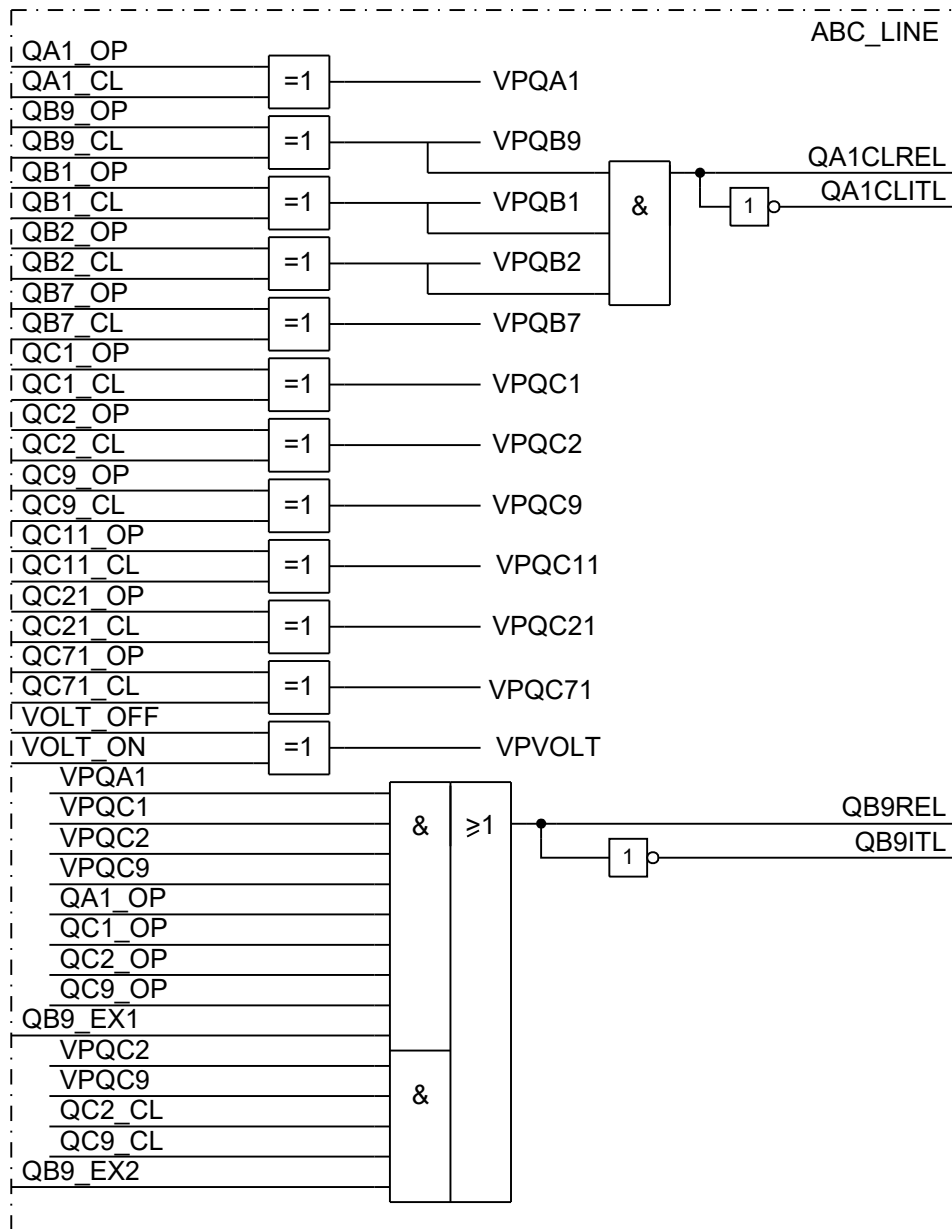 ABC_LINE
QA1_OP
QA1_CL
=1
VPQA1
QB9_OP
QB9_CL
=1
VPQB9
QB1_OP
QB1_CL
=1
VPQB1
QB2_OP
QB2_CL
=1
VPQB2
&
QA1CLREL
1
QA1CLITL
QB7_OP
QB7_CL
=1
VPQB7
QC1_OP
QC1_CL
=1
VPQC1
QC2_OP
QC2_CL
=1
VPQC2
QC9_OP
QC9_CL
=1
VPQC9
QC11_OP
QC11_CL
=1
VPQC11
QC21_OP
QC21_CL
=1
VPQC21
QC71_OP
QC71_CL
=1
VPQC71
VOLT_OFF
VOLT_ON
=1
VPVOLT
VPQA1
VPQC1
VPQC2
VPQC9
QA1_OP
QC1_OP
QC2_OP
QC9_OP
QB9_EX1
&
≥1
QB9REL
1
QB9ITL
VPQC2
VPQC9
QC2_CL
QC9_CL
QB9_EX2
&